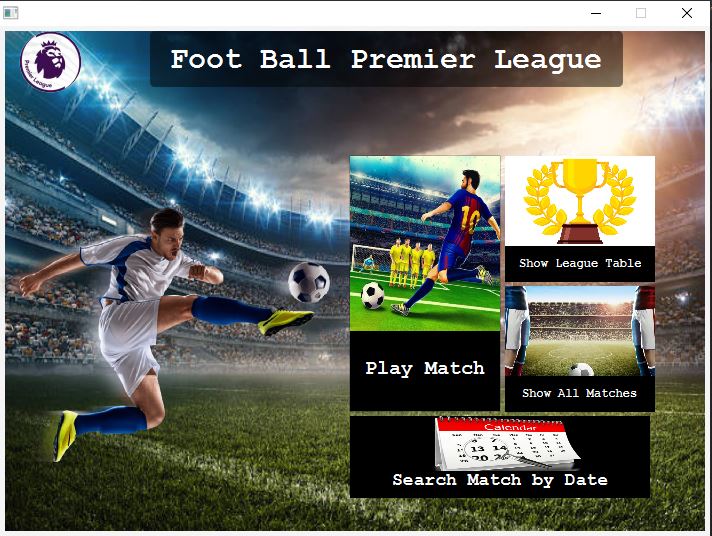 Foot Ball Premier League
Premier League
10
Show League Table
Play Match
Show All Matches
Calendar
13 14
20
Search Match by Date